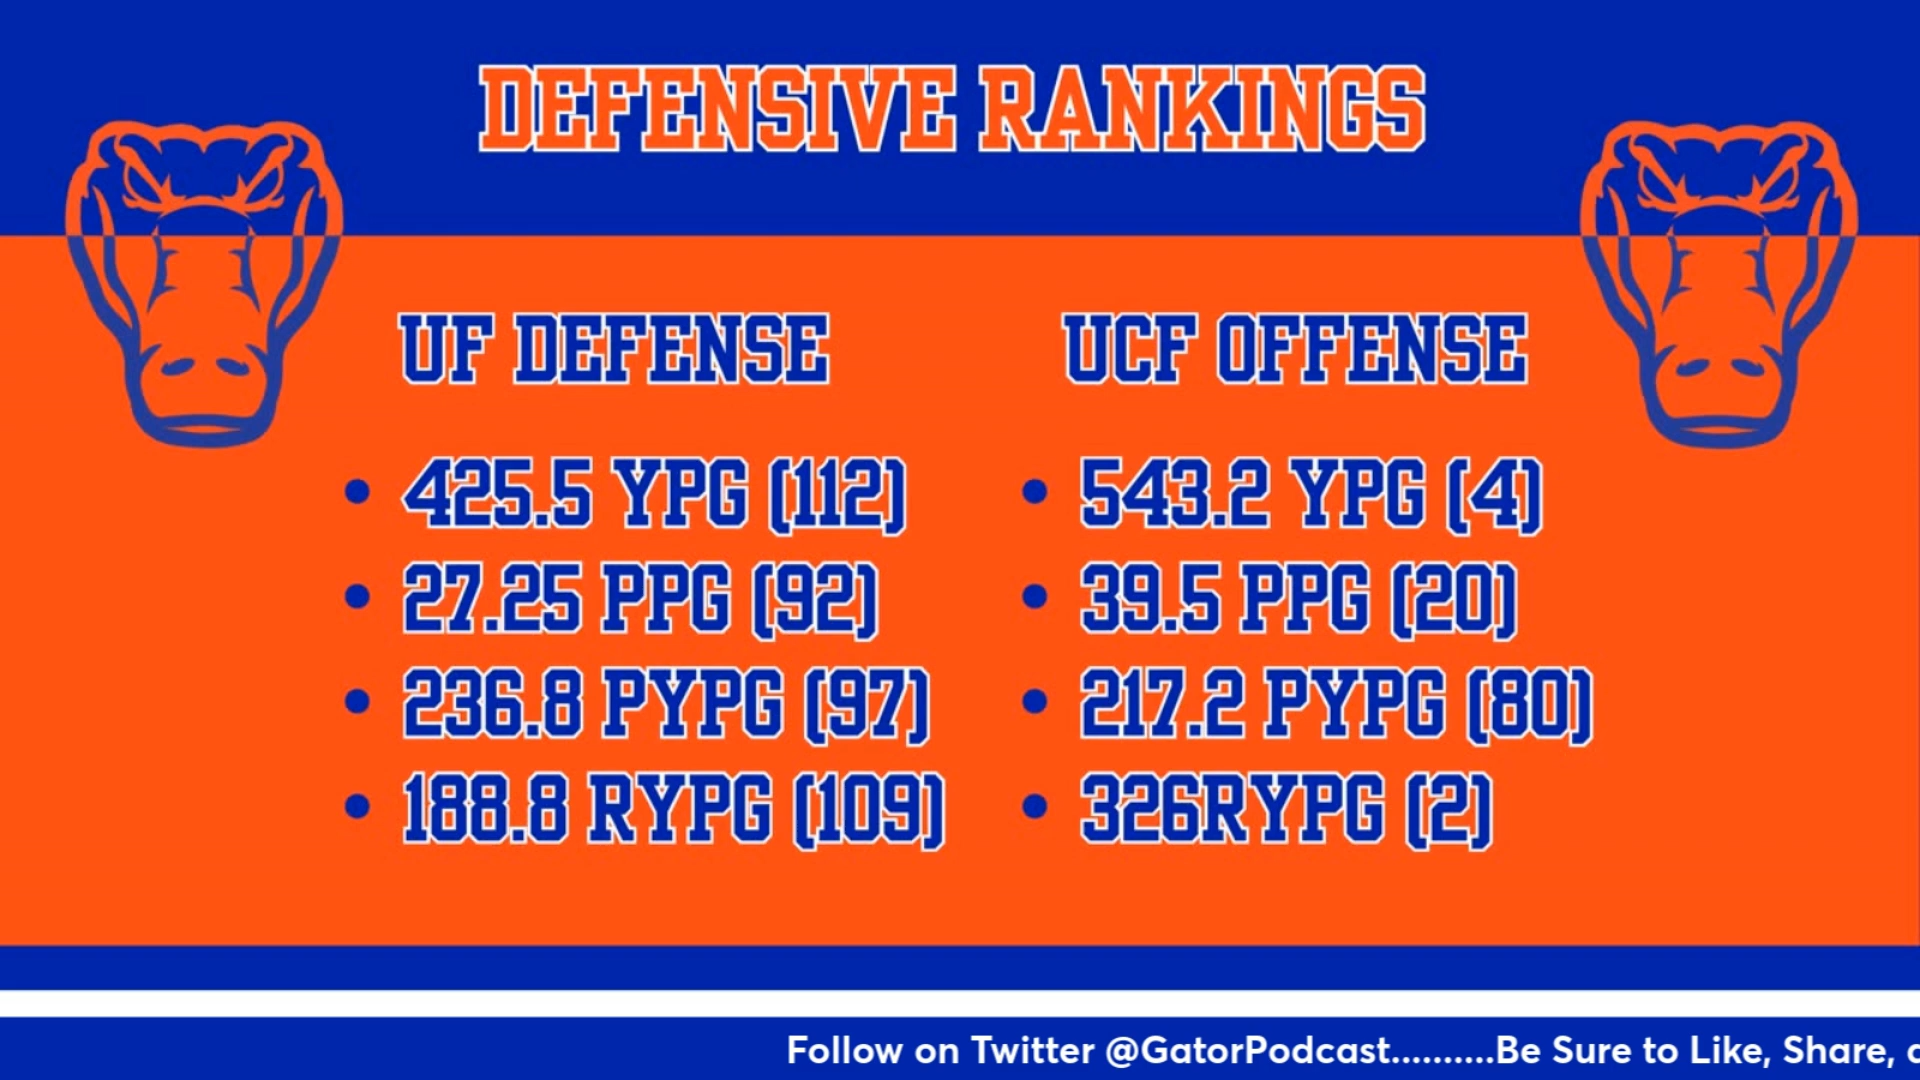 DEFENSIVE RANKINGS
UF DEFENSE
425.5 YPG (112)
27.25 PPG (92)
236.8 PYPG (97)
188.8 RYPG (109)
UCF OFFENSE
543.2 YPG (4)
39.5 PPG (20)
217.2 PYPG (80)
326RYPG (2)
Follow on Twitter @GatorPodcast..........Be Sure to Like, Share,